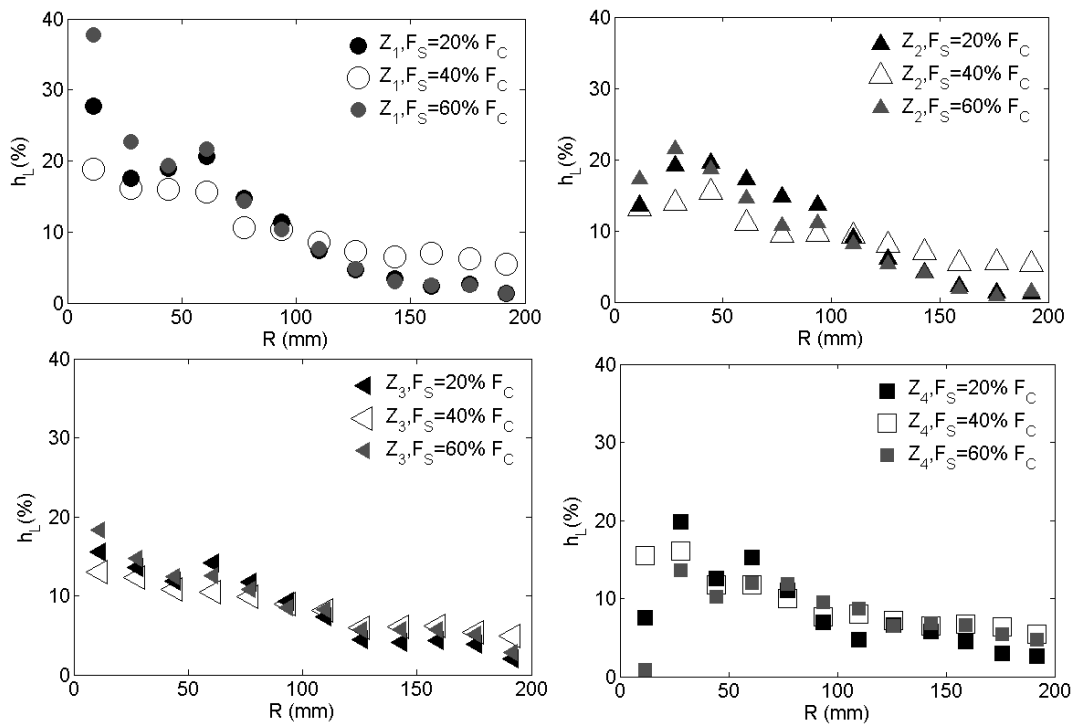 40
30
20
10
0
h_L(%)
Z_1,F_S=20% F_C
Z_1,F_S=40% F_C
Z_1,F_S=60% F_C
0 50 100 150 200
R (mm)
40
30
20
10
0
h_L(%)
Z_2,F_S=20% F_C
Z_2,F_S=40% F_C
Z_2,F_S=60% F_C
0 50 100 150 200
R (mm)
40
30
20
10
0
h_L(%)
Z_3,F_S=20% F_C
Z_3,F_S=40% F_C
Z_3,F_S=60% F_C
0 50 100 150 200
R (mm)
40
30
20
10
0
h_L(%)
Z_4,F_S=20% F_C
Z_4,F_S=40% F_C
Z_4,F_S=60% F_C
0 50 100 150 200
R (mm)